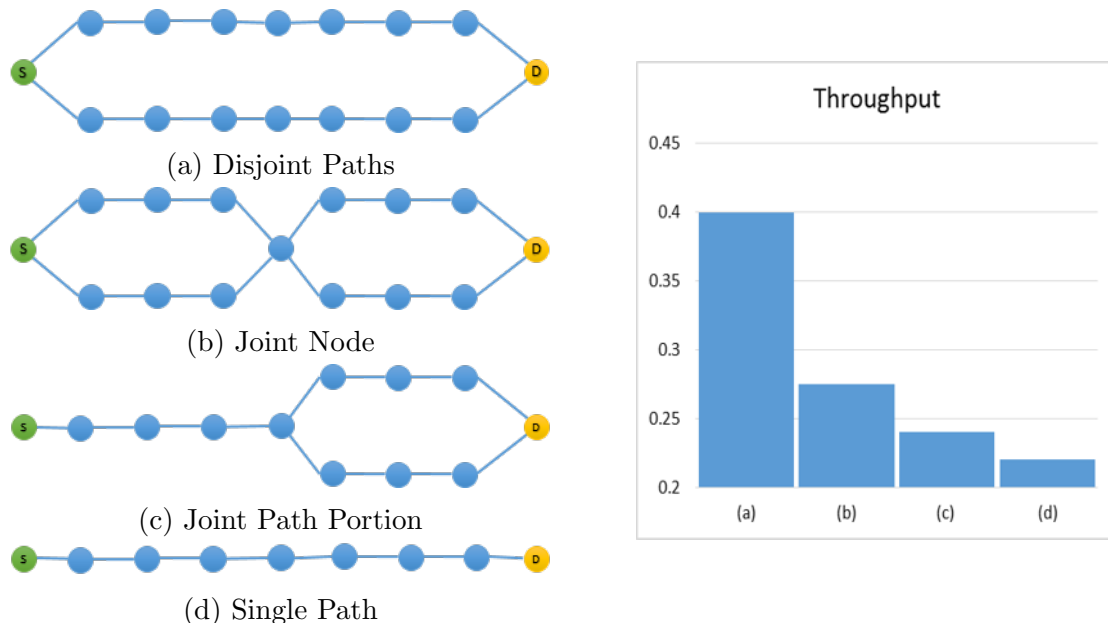 S
D
(a) Disjoint Paths
S
D
(b) Joint Node
S
D
(c) Joint Path Portion
S
D
(d) Single Path
Throughput
0.45
0.4
0.35
0.3
0.25
0.2
(a) (b) (c) (d)